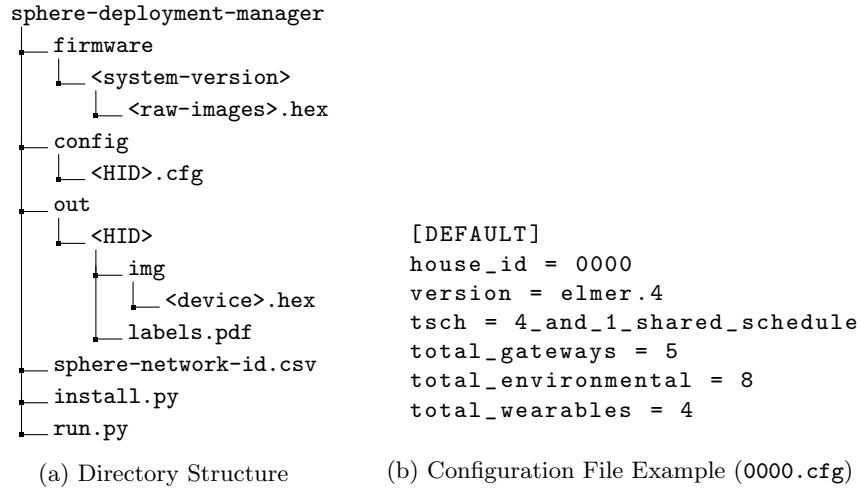 sphere-deployment-manager
firmware
<system-version>
<raw-images>.hex
config
<HID>.cfg
out
<HID>
img
<device>.hex
labels.pdf
sphere-network-id.csv
install.py
run.py
(a) Directory Structure
[DEFAULT]
house_id = 0000
version = elmer.4
tsch = 4_and_1_shared_schedule
total_gateways = 5
total_environmental = 8
total_wearables = 4
(b) Configuration File Example (0000.cfg)